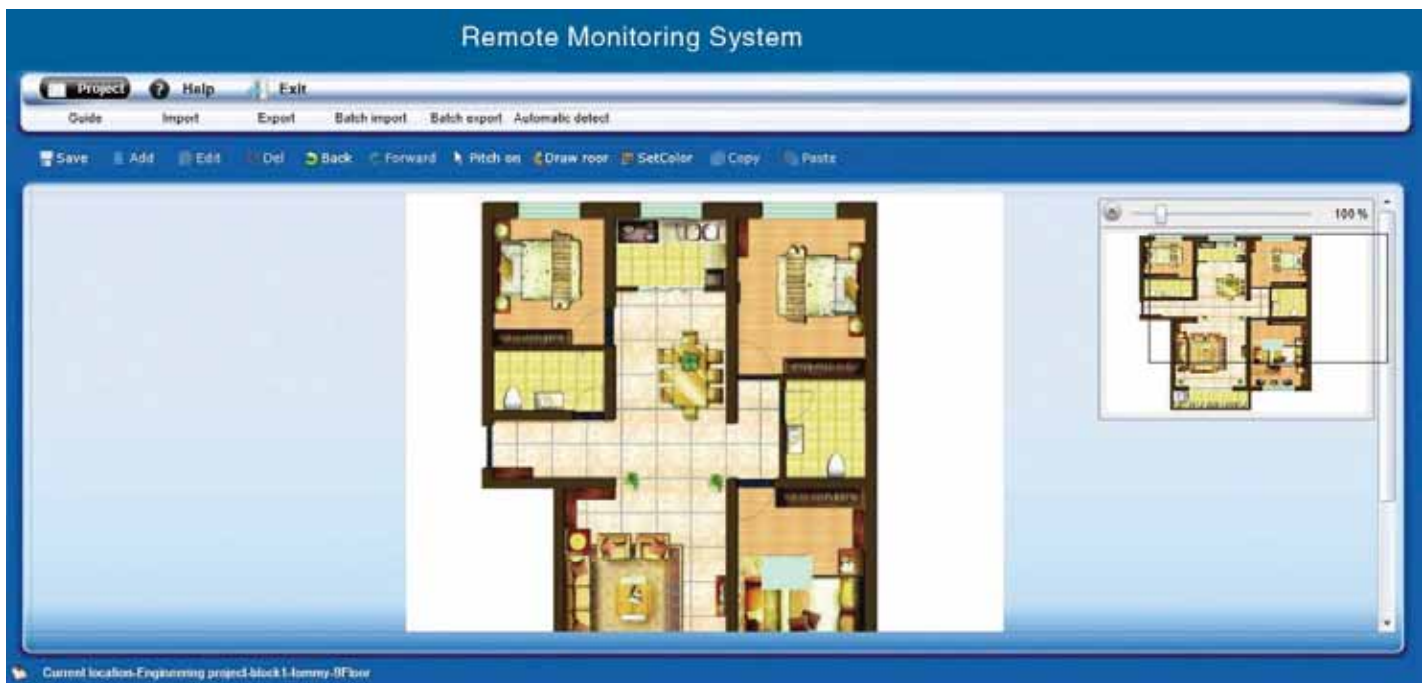 Remote Monitoring System
Project Help Exit
Guide Import Export Batch import Batch export Automatic detect
Save Add Edit Del Back Forward Pitch on Draw roor SetColor Copy Paste
100 %
Current location-Engineering project-block1-tommy-9Floor